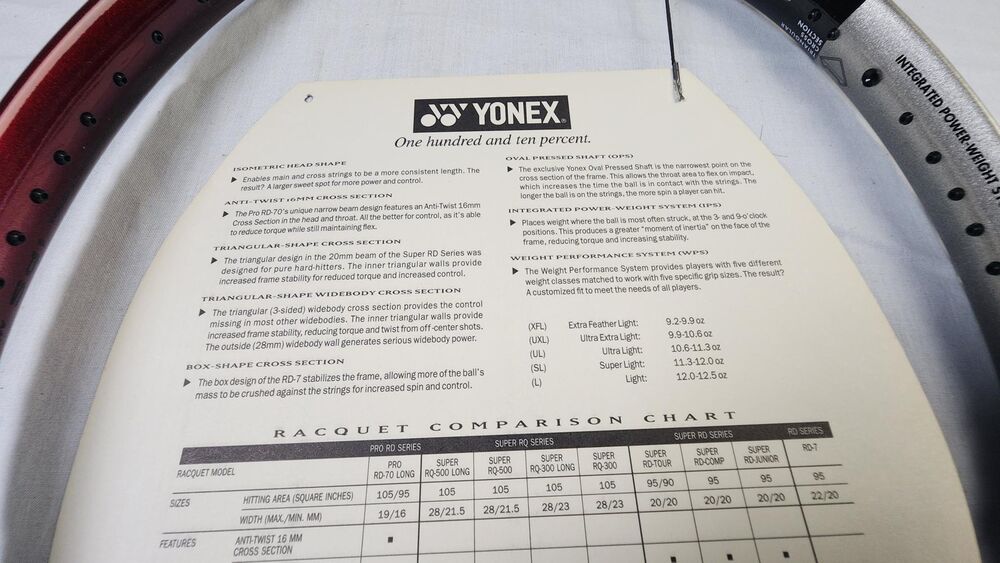 YONEX®
One hundred and ten percent.
ISOMETRIC HEAD SHAPE
▶ Enables main and cross strings to be a more consistent length. The
result? A larger sweet spot for more power and control.
ANTI-TWIST 16MM CROSS SECTION
▶ The Pro RD-70's unique narrow beam design features an Anti-Twist 16mm
Cross Section in the head and throat. All the better for control, as it's able
to reduce torque while still maintaining flex.
TRIANGULAR-SHAPE CROSS SECTION
▶ The triangular design in the 20mm beam of the Super RD Series was
designed for pure hard-hitters. The inner triangular walls provide
increased frame stability for reduced torque and increased control.
TRIANGULAR-SHAPE WIDEBODY CROSS SECTION
▶ The triangular (3-sided) widebody cross section provides the control
missing in most other widebodies. The inner triangular walls provide
increased frame stability, reducing torque and twist from off-center shots.
The outside (28mm) widebody wall generates serious widebody power.
BOX-SHAPE CROSS SECTION
▶ The box design of the RD-7 stabilizes the frame, allowing more of the ball's
mass to be crushed against the strings for increased spin and control.
OVAL PRESSED SHAFT (OPS)
▶ The exclusive Yonex Oval Pressed Shaft is the narrowest point on the
cross section of the frame. This allows the throat area to flex on impact,
which increases the time the ball is in contact with the strings. The
longer the ball is on the strings, the more spin a player can hit.
INTEGRATED POWER-WEIGHT SYSTEM (IPS)
▶ Places weight where the ball is most often struck, at the 3- and 9-o'clock
positions. This produces a greater "moment of inertia" on the face of the
frame, reducing torque and increasing stability.
WEIGHT PERFORMANCE SYSTEM (WPS)
▶ The Weight Performance System provides players with five different
weight classes matched to work with five specific grip sizes. The result?
A customized fit to meet the needs of all players.
(XFL) Extra Feather Light: 9.2-9.9 oz
(UXL) Ultra Extra Light: 9.9-10.6 oz
(UL) Ultra Light: 10.6-11.3 oz
(SL) Super Light: 11.3-12.0 oz
(L) Light: 12.0-12.5 oz
RACQUET COMPARISON CHART
PRO RD SERIES SUPER RQ SERIES SUPER RD SERIES RD SERIES
RACQUET MODEL PRO RD-70 LONG SUPER RQ-500 LONG SUPER RQ-500 SUPER RQ-300 LONG SUPER RQ-300 SUPER RD-TOUR SUPER RD-COMP SUPER RD-JUNIOR RD-7
SIZES HITTING AREA (SQUARE INCHES) 105/95 105 105 105 105 95/90 95 95 95
WIDTH (MAX./MIN. MM) 19/16 28/21.5 28/21.5 28/23 28/23 20/20 20/20 20/20 22/20
FEATURES ANTI-TWIST 16 MM
CROSS SECTION
TRIANGULAR
CROSS
SECTION
INTEGRATED POWER-WEIGHT